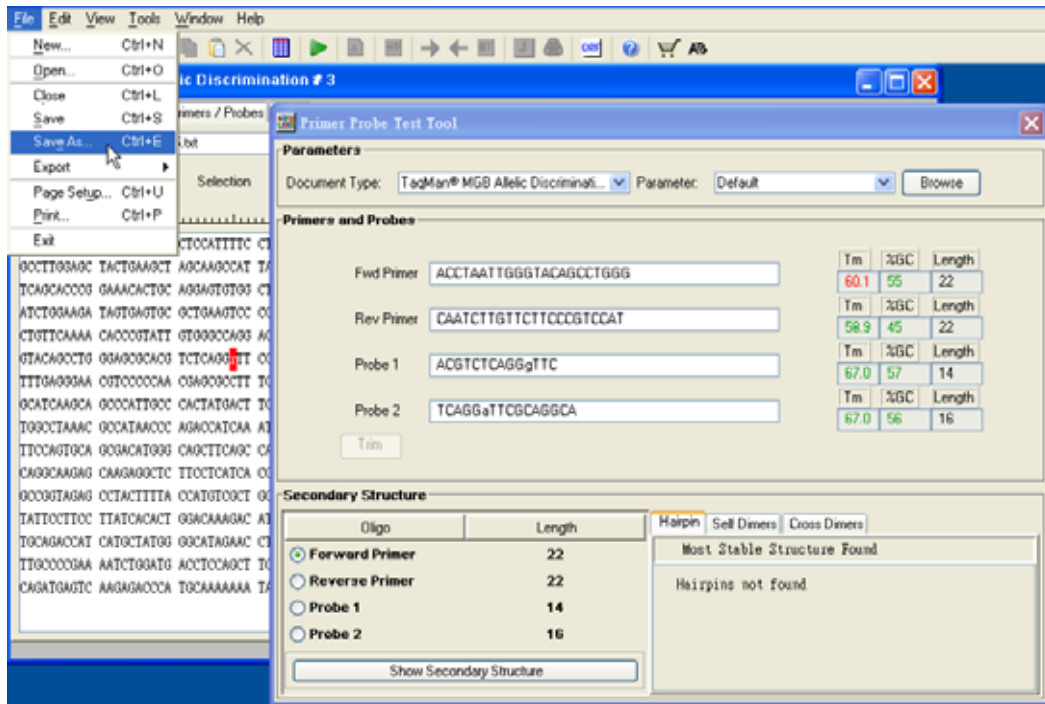 File Edit View Tools Window Help
New... Ctrl+N
Open... Ctrl+O
Close Ctrl+L
Save Ctrl+S
Save As... Ctrl+E
Export
Page Setup... Ctrl+U
Print... Ctrl+P
Exit
ORF
ic Discrimination # 3
rimers / Probes
.txt
Selection
CTCCATTTTC CT
GCCTTGGAGC TACTGAAGCT AGCAAGCCAT TA
TCAGCACCCG GAAACACTGC AGGAGTGTGG CT
ATCTGGAAGA TAGTGAGTGC GCTGAAGTCC CC
CTGTTCAAAA CACCCGTATT GTGGGCCAGG AC
GTACAGCCTG GGAGCGCACG TCTCAGG TT CC
TTTGAGGGAA CGTCCCCCAA CGAGCGCCTT TC
GCATCAAGCA GCCCATTGCC CACTATGACT TC
TGGCCTAAAC GCCATAACCC AGACCATCAA AT
TTCCAGTGCA GCGACATGGG CAGCTTCAGC CA
CAGGCAAGAG CAAGAGGCTC TTCCTCATCA CC
GCCGGTAGAG CCTACTTTTA CCATGTCGCT GC
TATTCCTTCC TTATCACACT GGACAAAGAC AT
TGCAGACCAT CATGCTATGG GGCATAGAAC CT
TTGCCCCGAA AATCTGGATG ACCTCCAGCT TC
CAGATGAGTC AAGAGACCCA TGCAAAAAAA TA
Primer Probe Test Tool
Parameters
Document Type: TaqMan® MGB Allelic Discriminati... Parameter: Default Browse
Primers and Probes
Tm %GC Length
Fwd Primer ACCTAATTGGGTACAGCCTGGG 60.1 55 22
Tm %GC Length
Rev Primer CAATCTTGTTCTTCCCGTCCAT 58.9 45 22
Tm %GC Length
Probe 1 ACGTCTCAGGgTTC 67.0 57 14
Tm %GC Length
Probe 2 TCAGGaTTCGCAGGCA 67.0 56 16
Trim
Secondary Structure
Oligo Length
Forward Primer 22
Reverse Primer 22
Probe 1 14
Probe 2 16
Show Secondary Structure
Hairpin Self Dimers Cross Dimers
Most Stable Structure Found
Hairpins not found